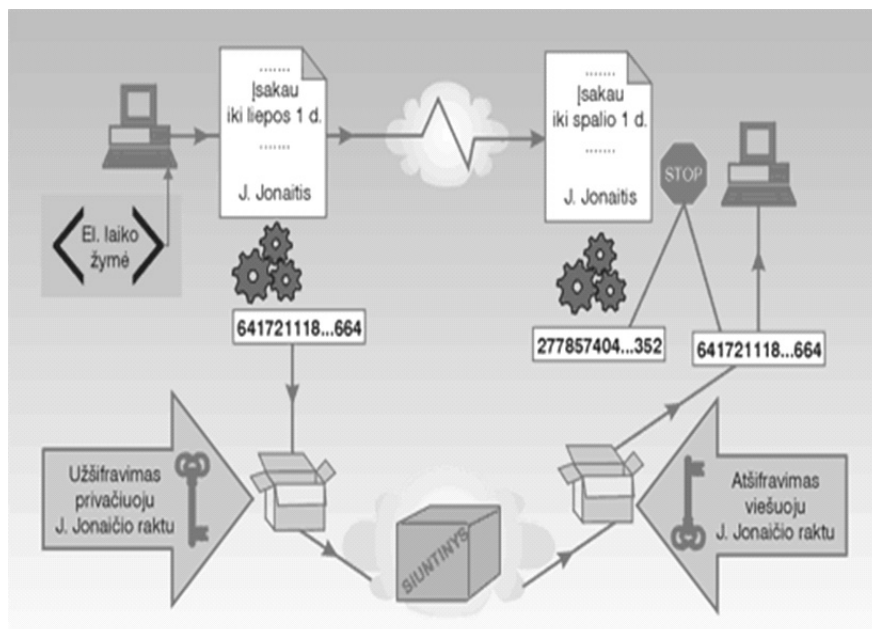 .......
Įsakau
iki liepos 1 d.
.......
J. Jonaitis
.......
Įsakau
iki spalio 1 d.
.......
J. Jonaitis
STOP
El. laiko
žymė
641721118...664
277857404...352
641721118...664
Užšifravimas
privačiuoju
J. Jonaičio raktu
SIUNTINYS
Atšifravimas
viešuoju
J. Jonaičio raktu